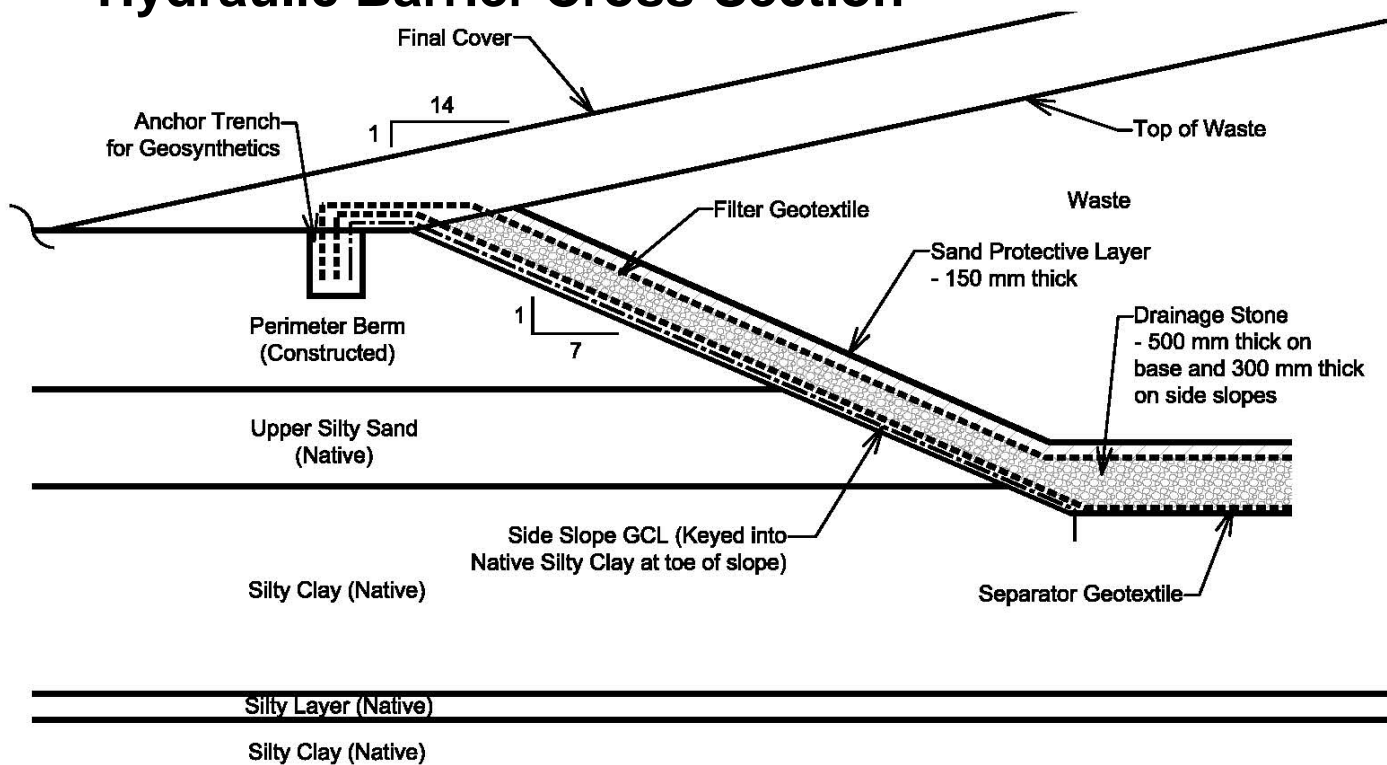 Hydraulic Barrier Cross-Section
Final Cover
14
1
Anchor Trench
for Geosynthetics
Top of Waste
Waste
Filter Geotextile
Sand Protective Layer
- 150 mm thick
1
7
Drainage Stone
- 500 mm thick on
base and 300 mm thick
on side slopes
Perimeter Berm
(Constructed)
Upper Silty Sand
(Native)
Side Slope GCL (Keyed into
Native Silty Clay at toe of slope)
Silty Clay (Native)
Separator Geotextile
Silty Layer (Native)
Silty Clay (Native)